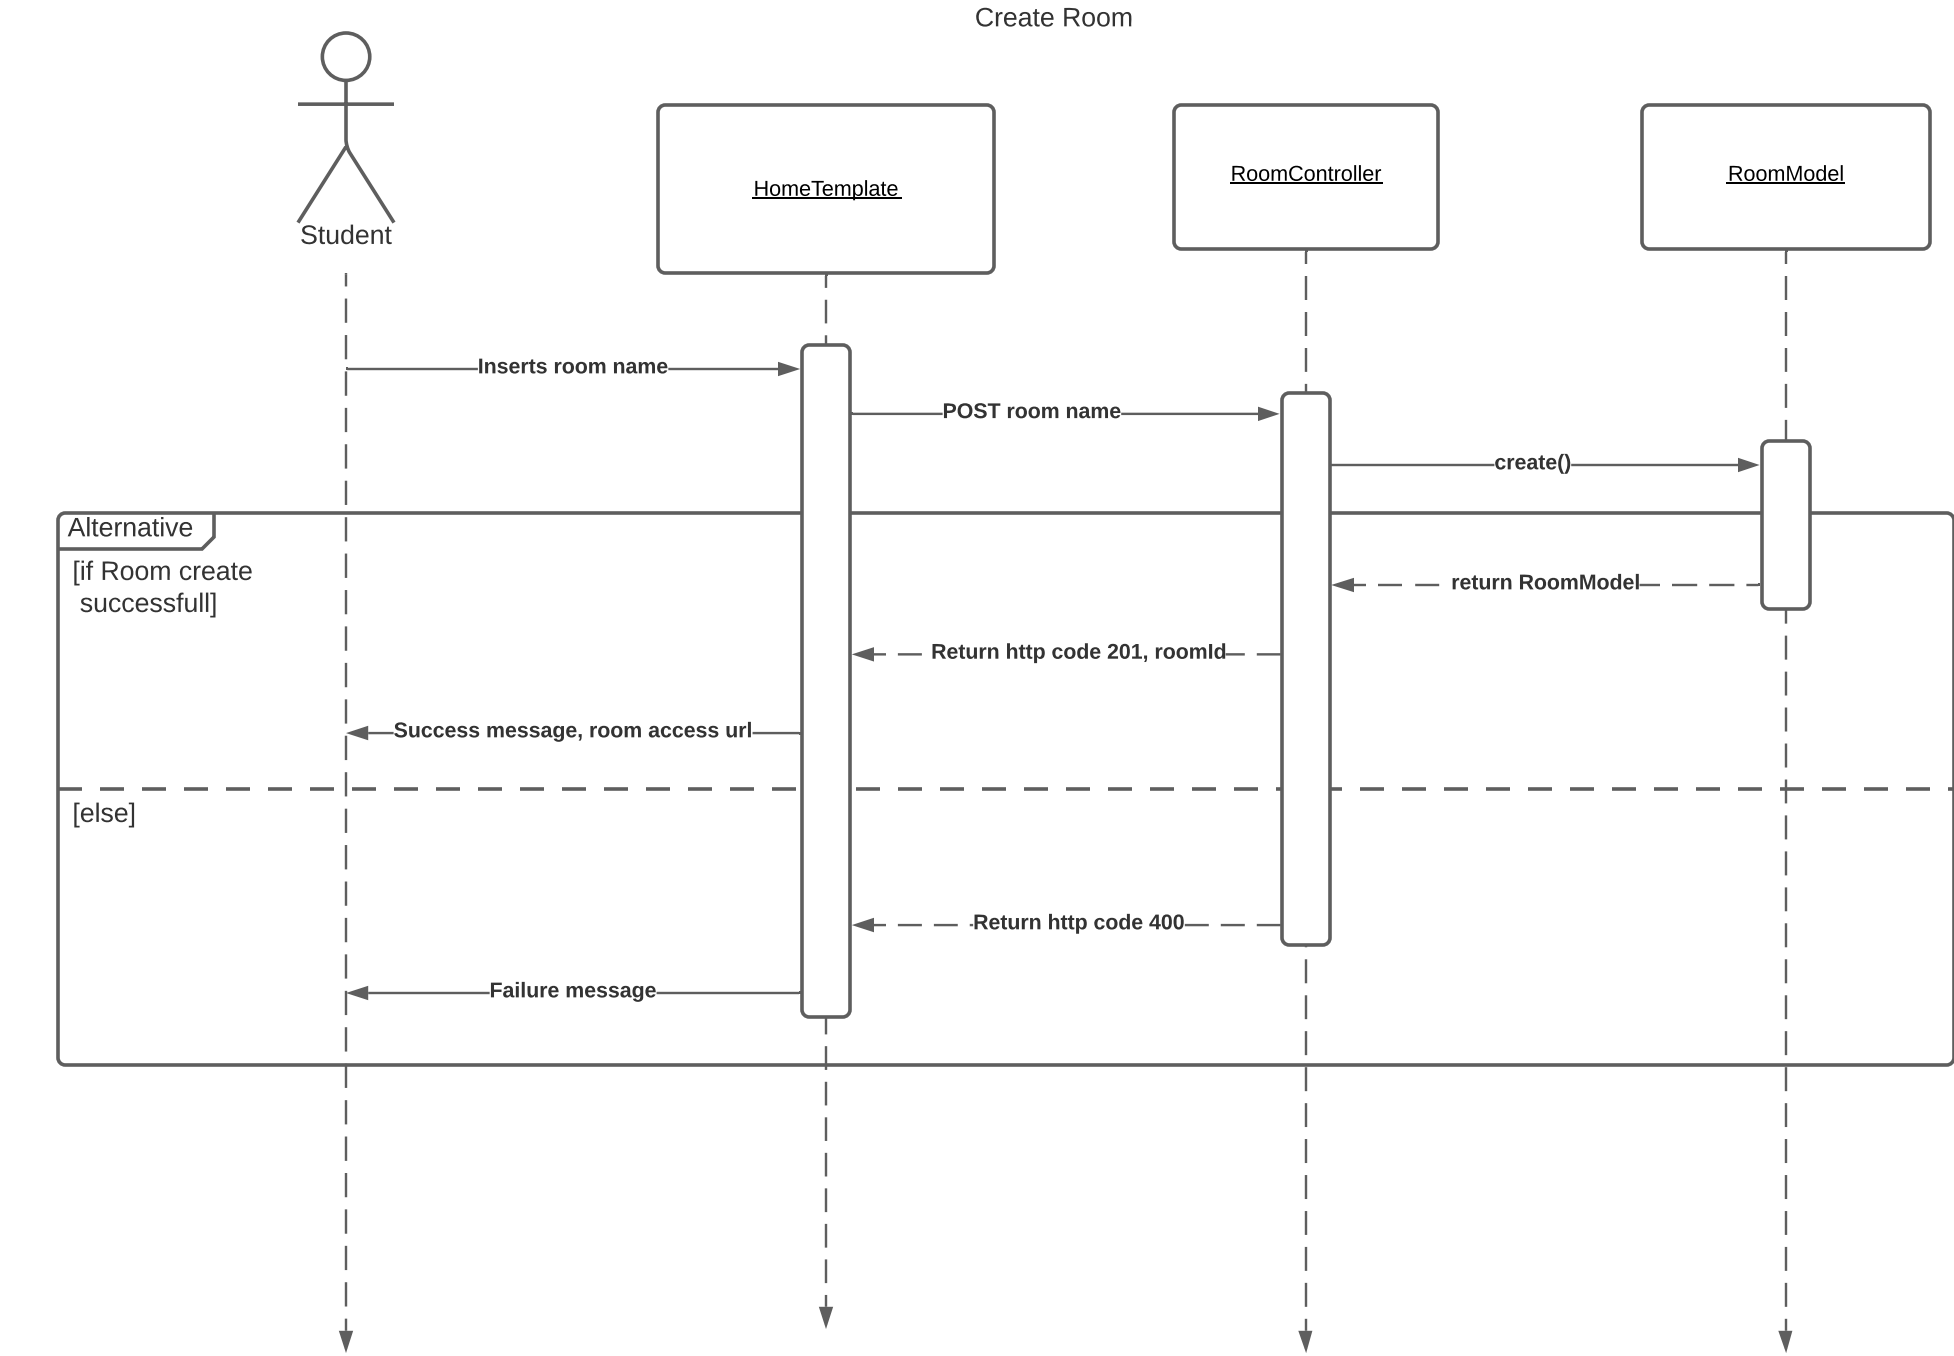 Create Room
Student
HomeTemplate
RoomController
RoomModel
Inserts room name
POST room name
create()
Alternative
[if Room create
successfull]
return RoomModel
Return http code 201, roomId
Success message, room access url
[else]
Return http code 400
Failure message